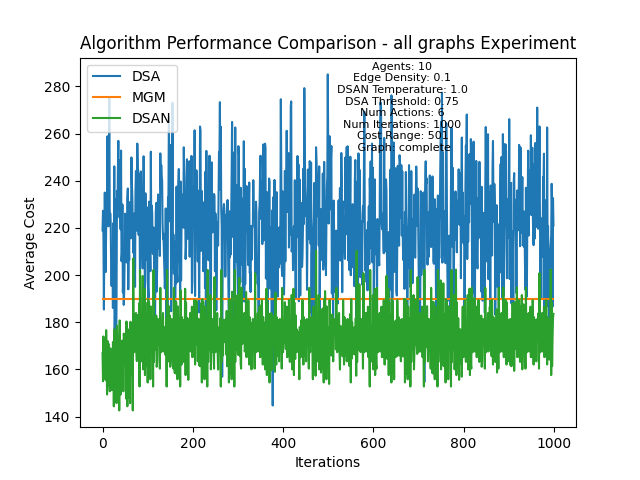 Algorithm Performance Comparison - all graphs Experiment
DSA
MGM
DSAN
Agents: 10
Edge Density: 0.1
DSAN Temperature: 1.0
DSA Threshold: 0.75
Num Actions: 6
Num Iterations: 1000
Cost Range: 501
Graph: complete
Average Cost
280
260
240
220
200
180
160
140
0
200
400
600
800
1000
Iterations